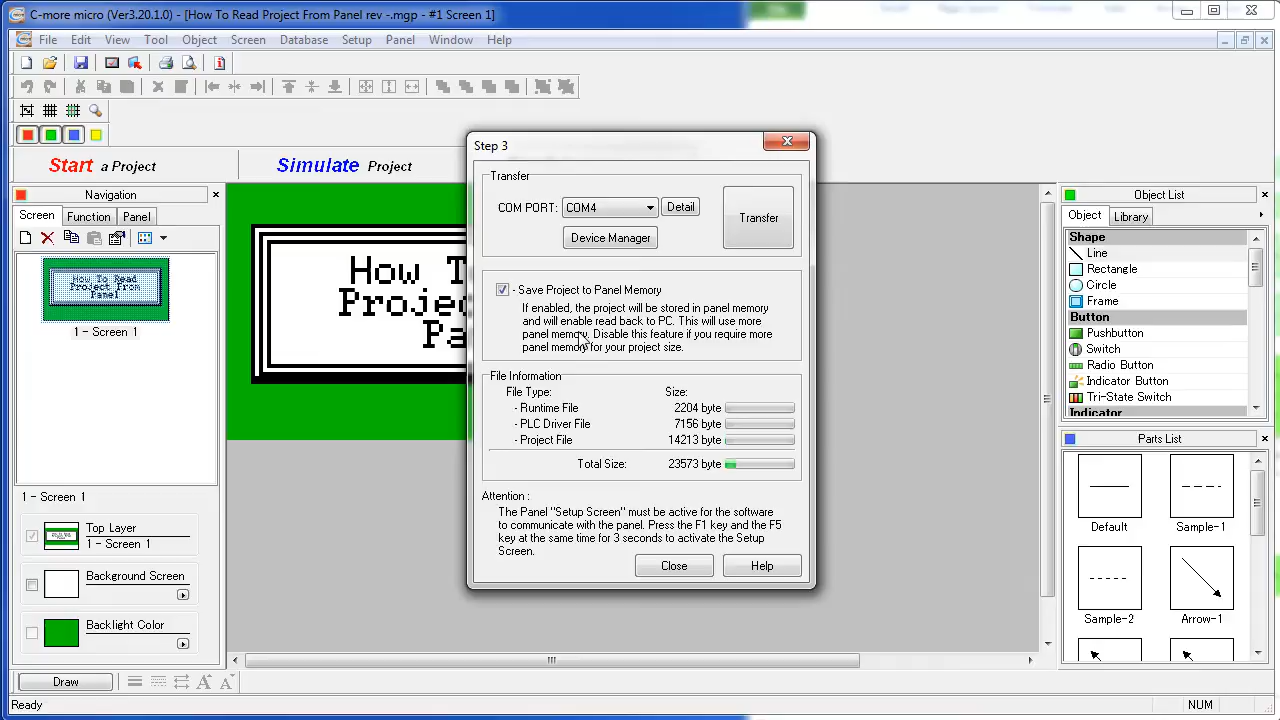 C-more micro (Ver3.20.1.0) - [How To Read Project From Panel rev -.mgp - #1 Screen 1]
File Edit View Tool Object Screen Database Setup Panel Window Help
Start a Project Simulate Project
Navigation
Screen Function Panel
How To Read
Project From
Panel
1 - Screen 1
1 - Screen 1
Top Layer
1 - Screen 1
Background Screen
Backlight Color
How T
Projec
Pa
Step 3
Transfer
COM PORT: COM4 Detail
Device Manager
Transfer
- Save Project to Panel Memory
If enabled, the project will be stored in panel memory
and will enable read back to PC. This will use more
panel memory. Disable this feature if you require more
panel memory for your project size.
File Information
File Type: Size:
- Runtime File 2204 byte
- PLC Driver File 7156 byte
- Project File 14213 byte
Total Size: 23573 byte
Attention :
The Panel "Setup Screen" must be active for the software
to communicate with the panel. Press the F1 key and the F5
key at the same time for 3 seconds to activate the Setup
Screen.
Close Help
Object List
Object Library
Shape
Line
Rectangle
Circle
Frame
Button
Pushbutton
Switch
Radio Button
Indicator Button
Tri-State Switch
Indicator
Parts List
Default Sample-1
Sample-2 Arrow-1
Draw
Ready NUM